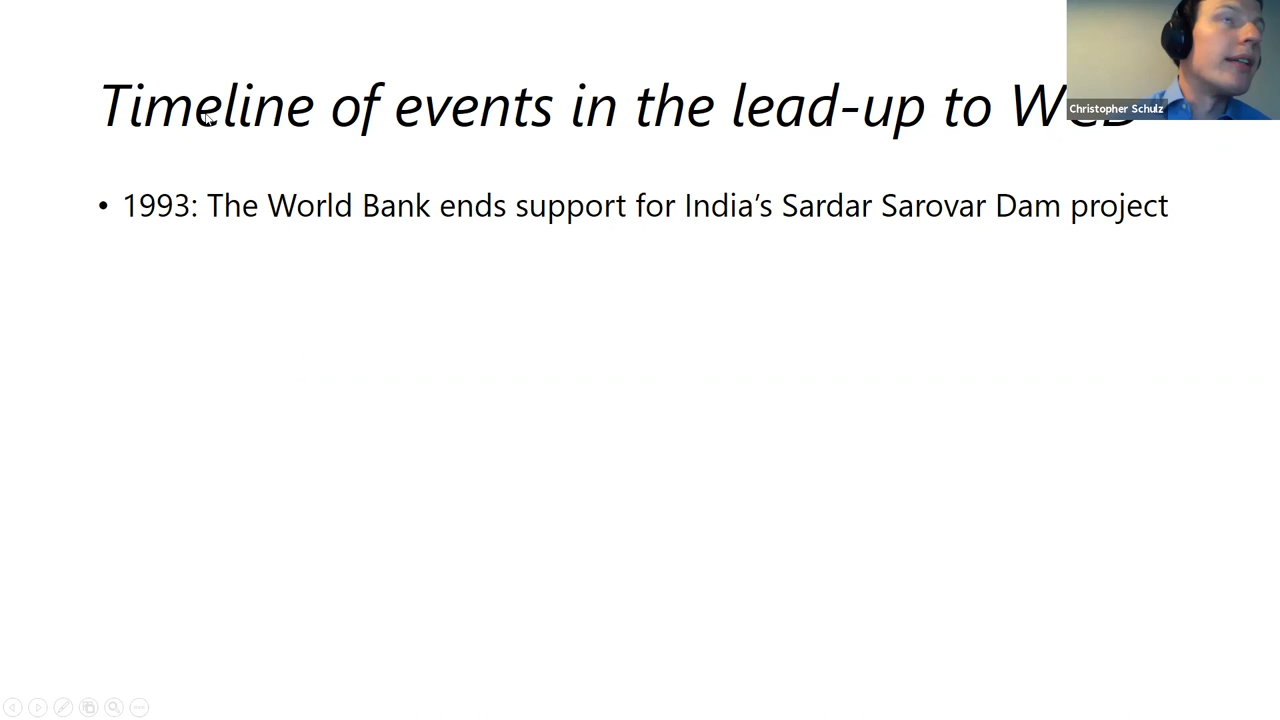 Timeline of events in the lead-up to WCD
Christopher Schulz
• 1993: The World Bank ends support for India’s Sardar Sarovar Dam project